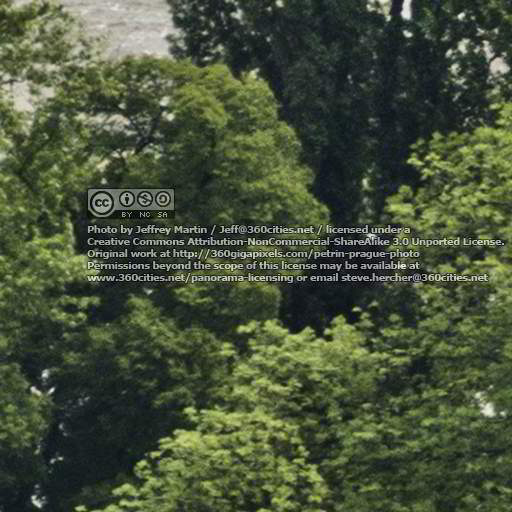 cc BY NC SA
Photo by Jeffrey Martin / Jeff@360cities.net / licensed under a
Creative Commons Attribution-NonCommercial-ShareAlike 3.0 Unported License.
Original work at http://360gigapixels.com/petrin-prague-photo
Permissions beyond the scope of this license may be available at
www.360cities.net/panorama-licensing or email steve.hercher@360cities.net